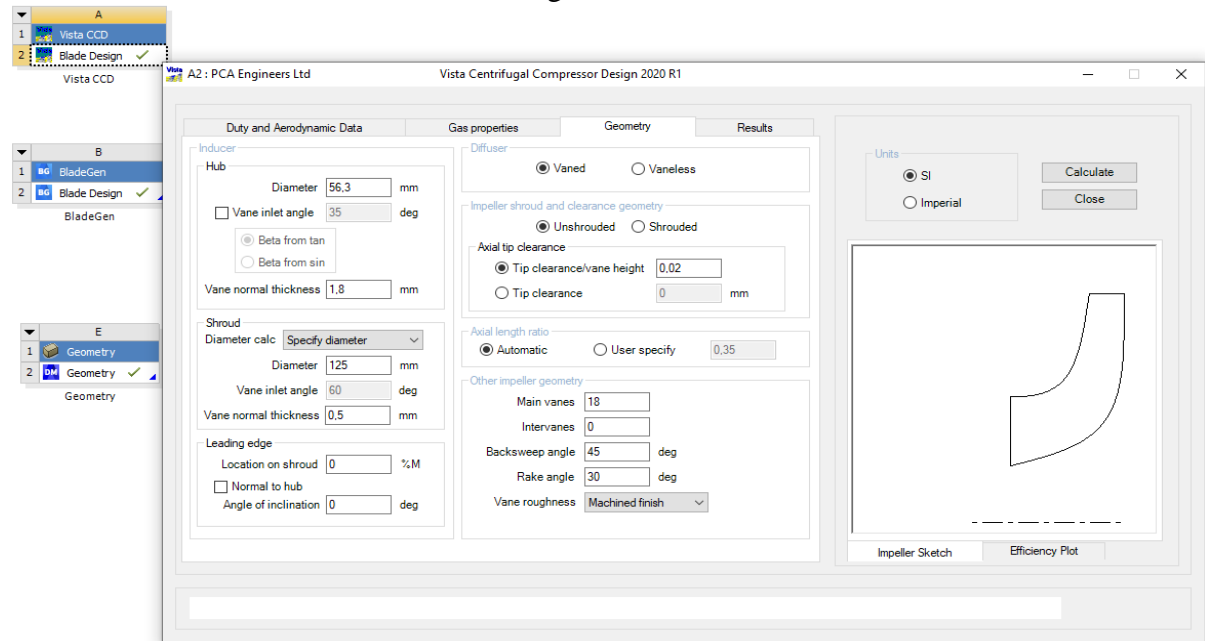 A
1 Vista CCD
2 Blade Design
Vista CCD
B
1 BG BladeGen
2 BG Blade Design
BladeGen
E
1 Geometry
2 DM Geometry
Geometry
Vista A2 : PCA Engineers Ltd Vista Centrifugal Compressor Design 2020 R1
Duty and Aerodynamic Data Gas properties Geometry Results
Inducer
Hub
Diameter 56,3 mm
Vane inlet angle 35 deg
Beta from tan
Beta from sin
Vane normal thickness 1,8 mm
Shroud
Diameter calc Specify diameter
Diameter 125 mm
Vane inlet angle 60 deg
Vane normal thickness 0,5 mm
Leading edge
Location on shroud 0 %M
Normal to hub
Angle of inclination 0 deg
Diffuser
Vaned Vaneless
Impeller shroud and clearance geometry
Unshrouded Shrouded
Axial tip clearance
Tip clearance/vane height 0,02
Tip clearance 0 mm
Axial length ratio
Automatic User specify 0,35
Other impeller geometry
Main vanes 18
Intervanes 0
Backsweep angle 45 deg
Rake angle 30 deg
Vane roughness Machined finish
Units
SI
Imperial
Calculate
Close
Impeller Sketch Efficiency Plot